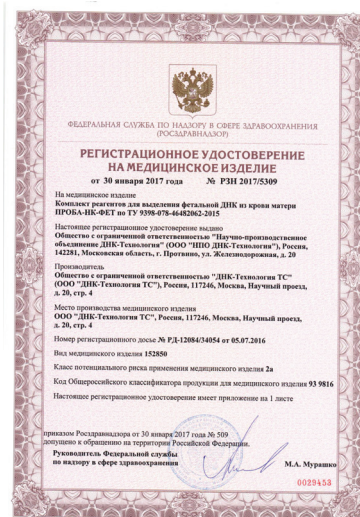 ФЕДЕРАЛЬНАЯ СЛУЖБА ПО НАДЗОРУ В СФЕРЕ ЗДРАВООХРАНЕНИЯ
(РОСЗДРАВНАДЗОР)
РЕГИСТРАЦИОННОЕ УДОСТОВЕРЕНИЕ
НА МЕДИЦИНСКОЕ ИЗДЕЛИЕ
от 30 января 2017 года № РЗН 2017/5309
На медицинское изделие
Комплект реагентов для выделения фетальной ДНК из крови матери
ПРОБА-НК-ФЕТ по ТУ 9398-078-46482062-2015
Настоящее регистрационное удостоверение выдано
Общество с ограниченной ответственностью "Научно-производственное
объединение ДНК-Технология" (ООО "НПО ДНК-Технология"), Россия,
142281, Московская область, г. Протвино, ул. Железнодорожная, д. 20
Производитель
Общество с ограниченной ответственностью "ДНК-Технология ТС"
(ООО "ДНК-Технология ТС"), Россия, 117246, Москва, Научный проезд,
д. 20, стр. 4
Место производства медицинского изделия
ООО "ДНК-Технология ТС", Россия, 117246, Москва, Научный проезд,
д. 20, стр. 4
Номер регистрационного досье № РД-12084/34054 от 05.07.2016
Вид медицинского изделия 152850
Класс потенциального риска применения медицинского изделия 2а
Код Общероссийского классификатора продукции для медицинского изделия 93 9816
Настоящее регистрационное удостоверение имеет приложение на 1 листе
приказом Росздравнадзора от 30 января 2017 года № 509
допущено к обращению на территории Российской Федерации.
Руководитель Федеральной службы
по надзору в сфере здравоохранения
М.А. Мурашко
0029453